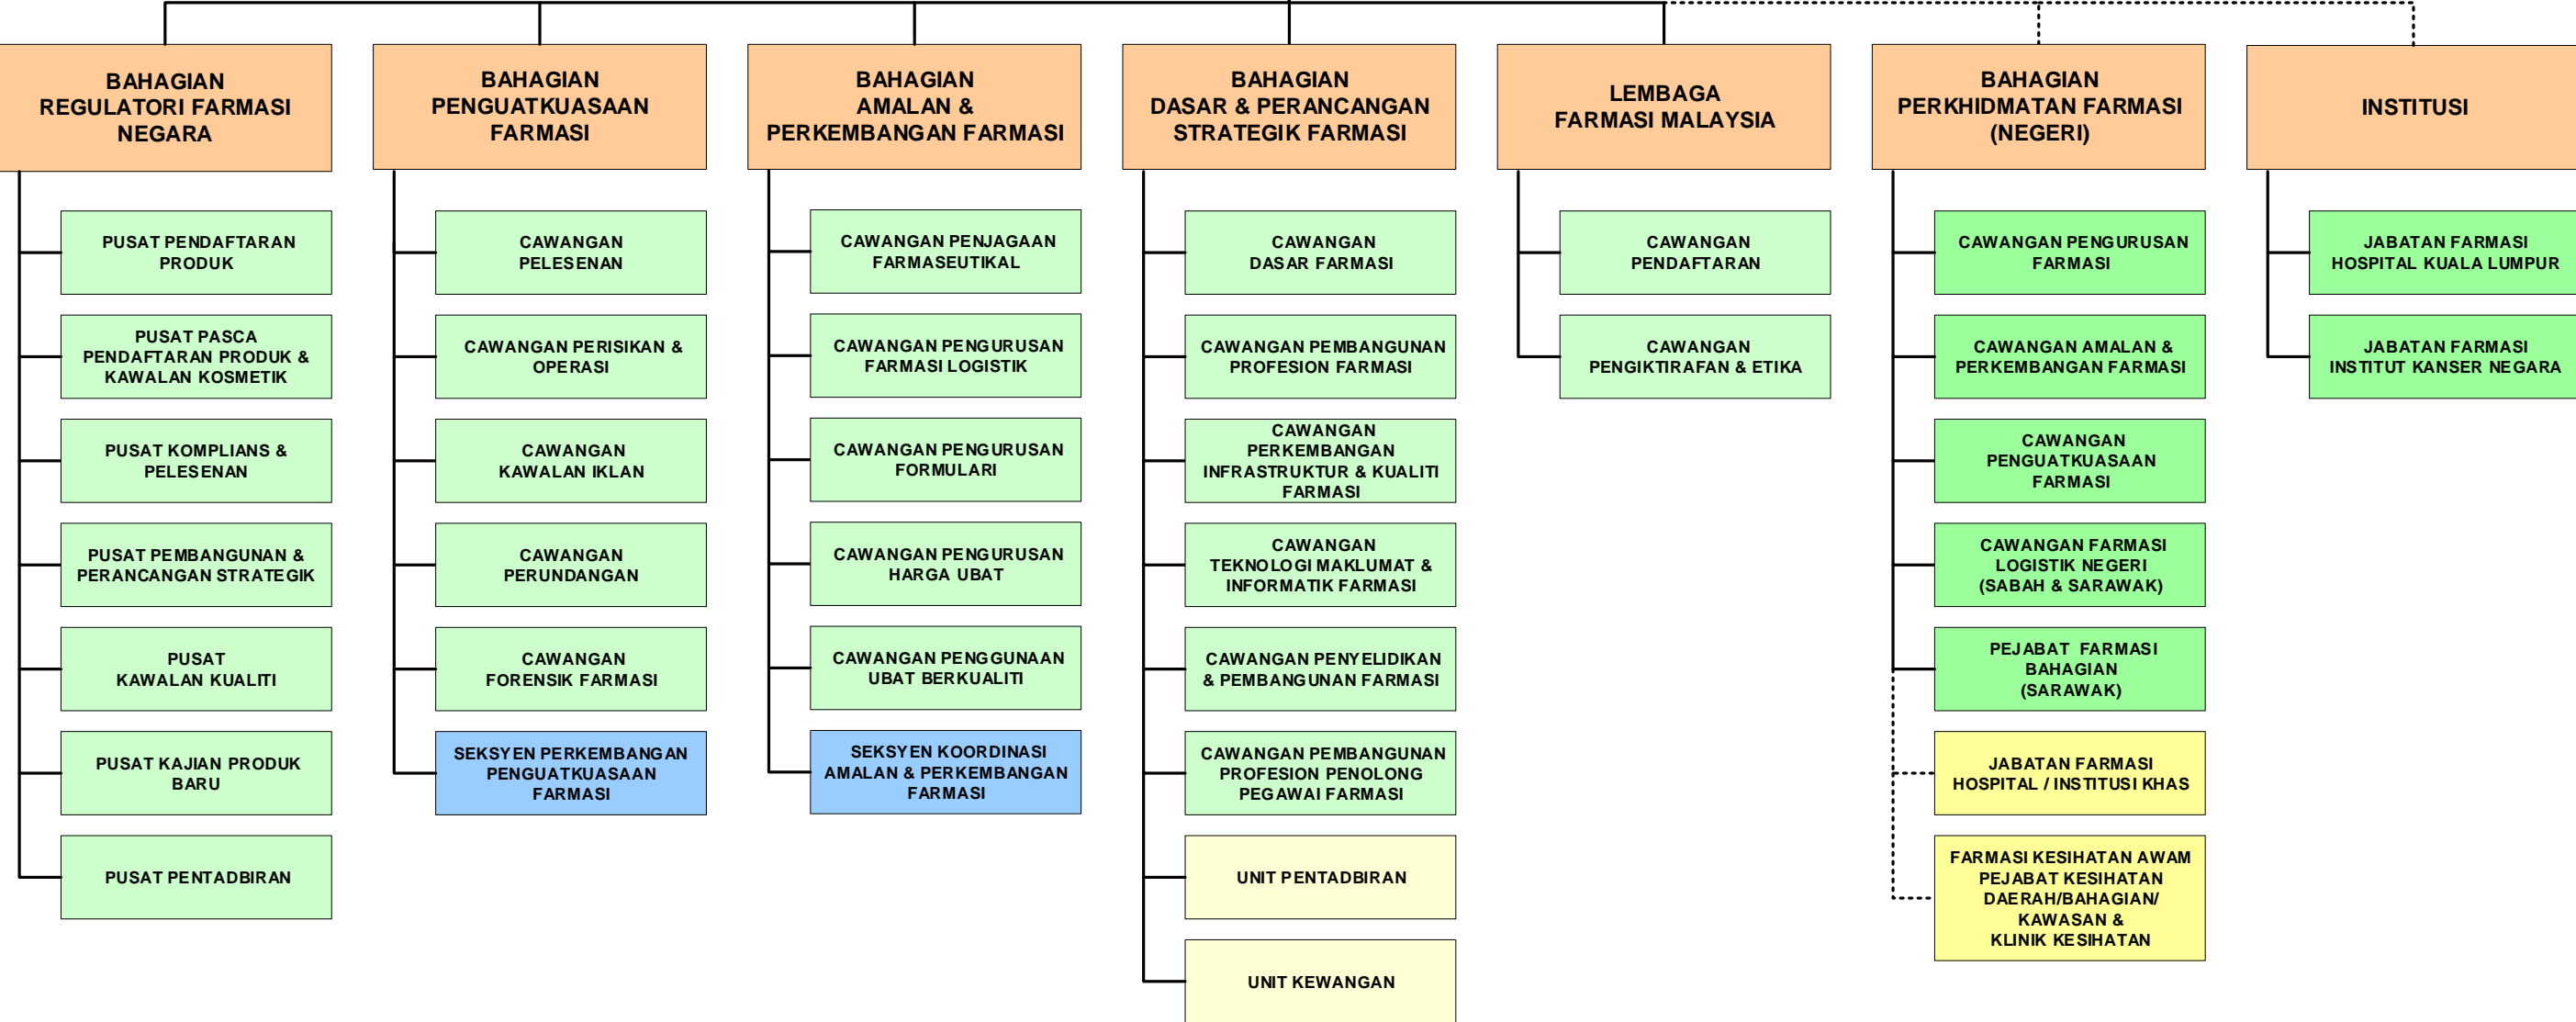 BAHAGIAN
REGULATORI FARMASI
NEGARA
PUSAT PENDAFTARAN
PRODUK
PUSAT PASCA
PENDAFTARAN PRODUK &
KAWALAN KOSMETIK
PUSAT KOMPLIANS &
PELESENAN
PUSAT PEMBANGUNAN &
PERANCANGAN STRATEGIK
PUSAT
KAWALAN KUALITI
PUSAT KAJIAN PRODUK
BARU
PUSAT PENTADBIRAN
BAHAGIAN
PENGUATKUASAAN
FARMASI
CAWANGAN
PELESENAN
CAWANGAN PERISIKAN &
OPERASI
CAWANGAN
KAWALAN IKLAN
CAWANGAN
PERUNDANGAN
CAWANGAN
FORENSIK FARMASI
SEKSYEN PERKEMBANGAN
PENGUATKUASAAN
FARMASI
BAHAGIAN
AMALAN &
PERKEMBANGAN FARMASI
CAWANGAN PENJAGAAN
FARMASEUTIKAL
CAWANGAN PENGURUSAN
FARMASI LOGISTIK
CAWANGAN PENGURUSAN
FORMULARI
CAWANGAN PENGURUSAN
HARGA UBAT
CAWANGAN PENGGUNAAN
UBAT BERKUALITI
SEKSYEN KOORDINASI
AMALAN & PERKEMBANGAN
FARMASI
BAHAGIAN
DASAR & PERANCANGAN
STRATEGIK FARMASI
CAWANGAN
DASAR FARMASI
CAWANGAN PEMBANGUNAN
PROFESION FARMASI
CAWANGAN
PERKEMBANGAN
INFRASTRUKTUR & KUALITI
FARMASI
CAWANGAN
TEKNOLOGI MAKLUMAT &
INFORMATIK FARMASI
CAWANGAN PENYELIDIKAN
& PEMBANGUNAN FARMASI
CAWANGAN PEMBANGUNAN
PROFESION PENOLONG
PEGAWAI FARMASI
UNIT PENTADBIRAN
UNIT KEWANGAN
LEMBAGA
FARMASI MALAYSIA
CAWANGAN
PENDAFTARAN
CAWANGAN
PENGIKTIRAFAN & ETIKA
BAHAGIAN
PERKHIDMATAN FARMASI
(NEGERI)
CAWANGAN PENGURUSAN
FARMASI
CAWANGAN AMALAN &
PERKEMBANGAN FARMASI
CAWANGAN
PENGUATKUASAAN
FARMASI
CAWANGAN FARMASI
LOGISTIK NEGERI
(SABAH & SARAWAK)
PEJABAT FARMASI
BAHAGIAN
(SARAWAK)
JABATAN FARMASI
HOSPITAL / INSTITUSI KHAS
FARMASI KESIHATAN AWAM
PEJABAT KESIHATAN
DAERAH/BAHAGIAN/
KAWASAN &
KLINIK KESIHATAN
INSTITUSI
JABATAN FARMASI
HOSPITAL KUALA LUMPUR
JABATAN FARMASI
INSTITUT KANSER NEGARA